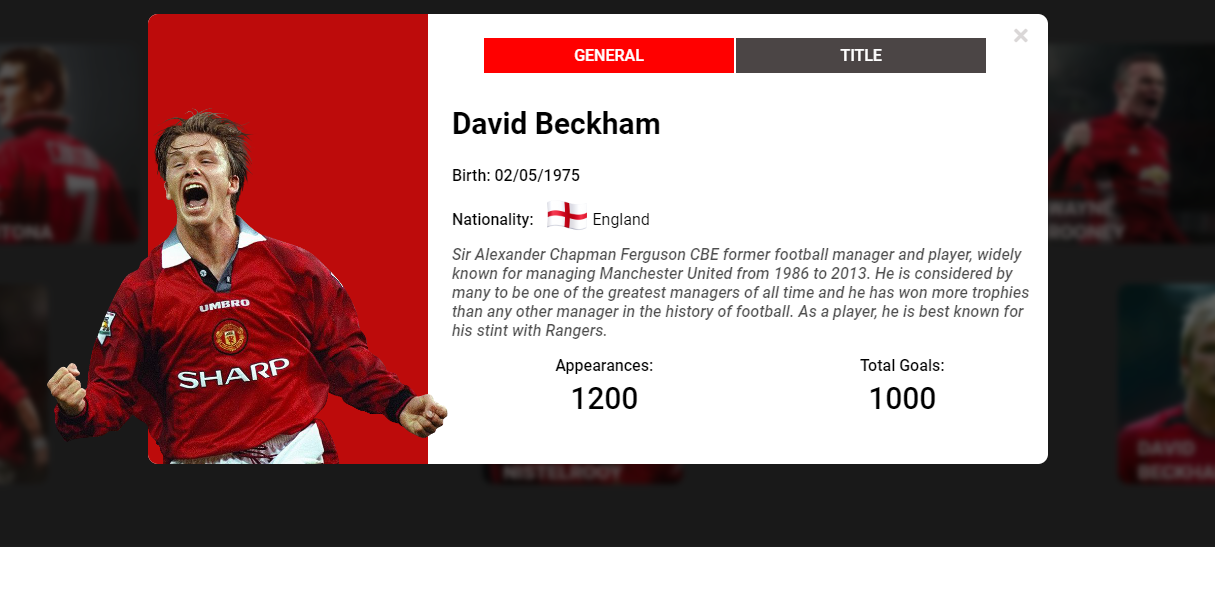 GENERAL
TITLE
David Beckham
Birth: 02/05/1975
Nationality: England
Sir Alexander Chapman Ferguson CBE former football manager and player, widely
known for managing Manchester United from 1986 to 2013. He is considered by
many to be one of the greatest managers of all time and he has won more trophies
than any other manager in the history of football. As a player, he is best known for
his stint with Rangers.
Appearances:
1200
Total Goals:
1000
UMBRO
SHARP
7
WAYNE
ROONEY
NISTELROOY
DAVID